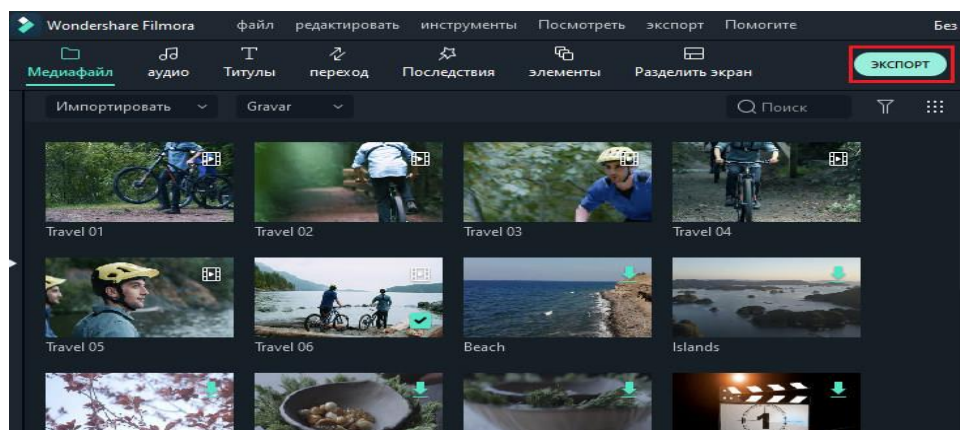 Wondershare Filmora файл редактировать инструменты Посмотреть экспорт Помогите Без
Медиафайл аудио Титулы переход Последствия элементы Разделить экран ЭКСПОРТ
Импортировать Gravar Поиск
Travel 01 Travel 02 Travel 03 Travel 04
Travel 05 Travel 06 Beach Islands
1